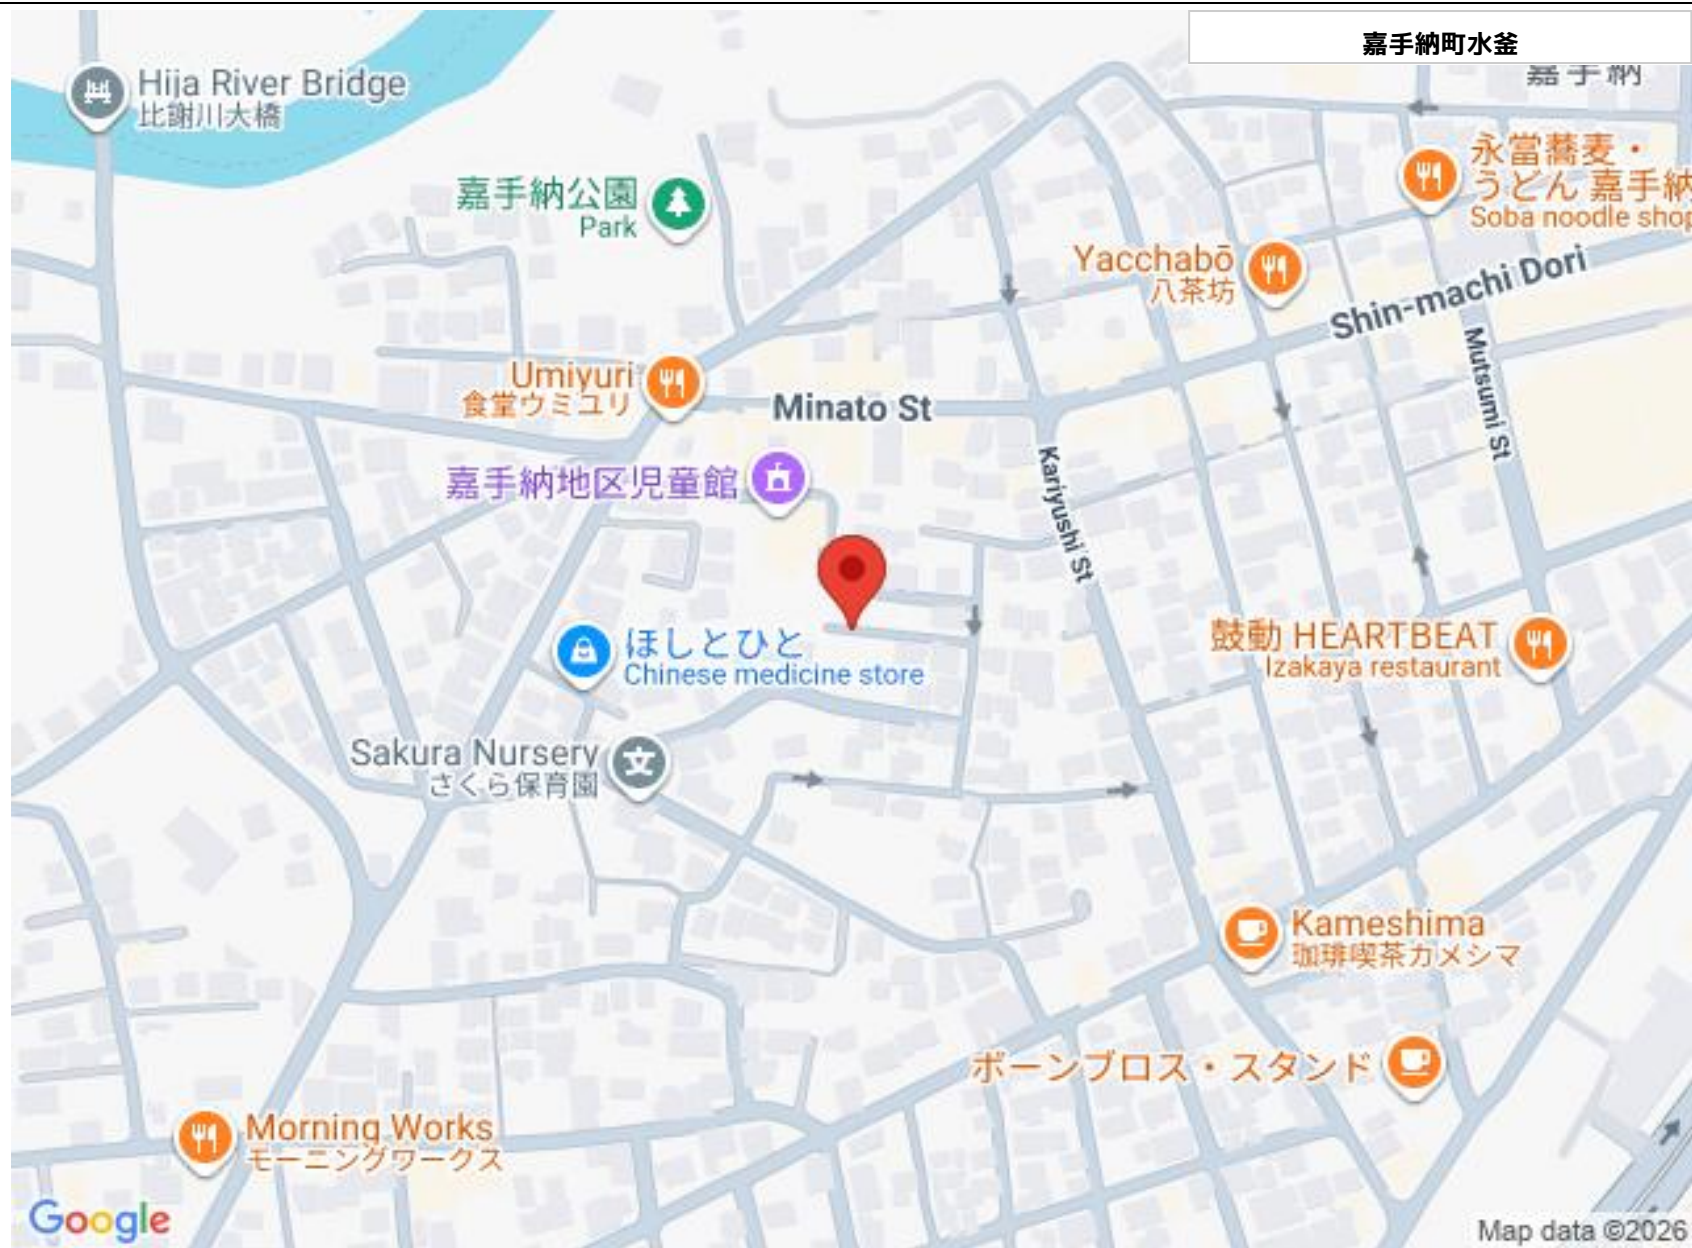 嘉手納町水釜
嘉手納
Hija River Bridge
比謝川大橋
永當蕎麦・
うどん 嘉手納
Soba noodle shop
嘉手納公園
Park
Yacchabō
八茶坊
Shin-machi Dori
Mutsumi St
Umiyuri
食堂ウミユリ
Minato St
嘉手納地区児童館
Kariyushi St
ほしとひと
Chinese medicine store
鼓動 HEARTBEAT
Izakaya restaurant
Sakura Nursery
さくら保育園
Kameshima
珈琲喫茶カメシマ
ボーンブロス・スタンド
Morning Works
モーニングワークス
Google
Map data ©2026